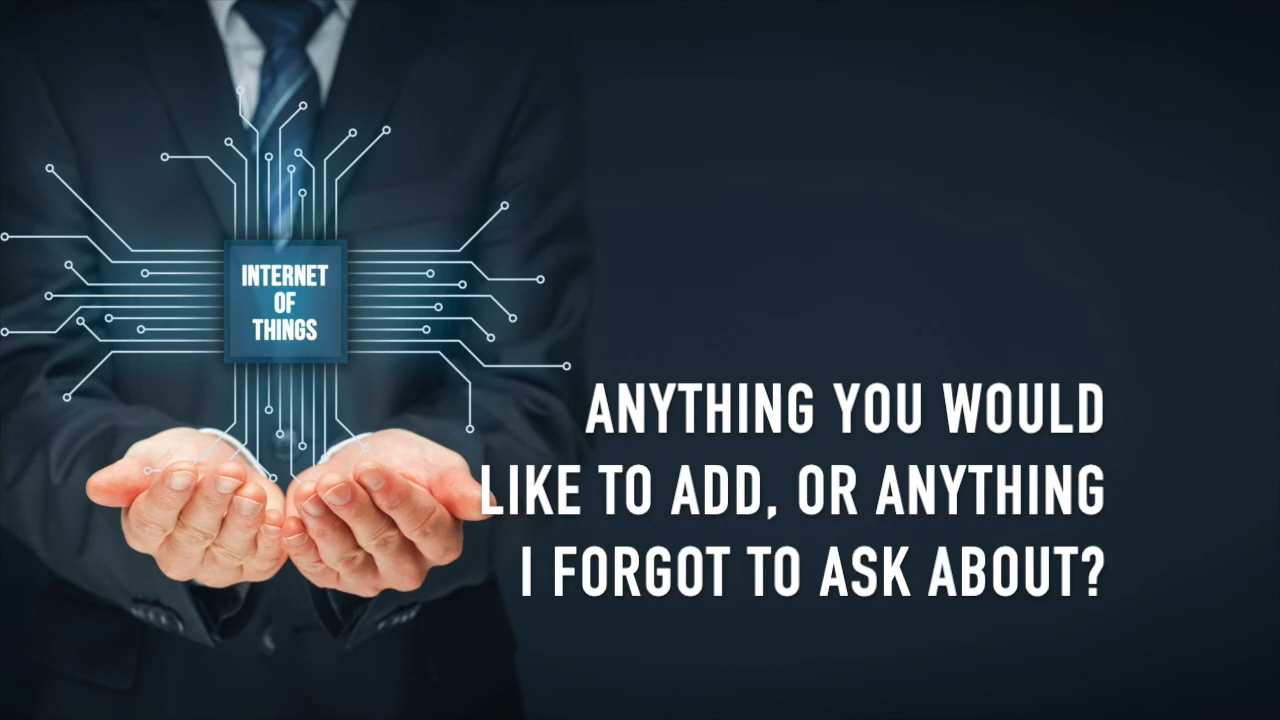 INTERNET
OF
THINGS
ANYTHING YOU WOULD
LIKE TO ADD, OR ANYTHING
I FORGOT TO ASK ABOUT?